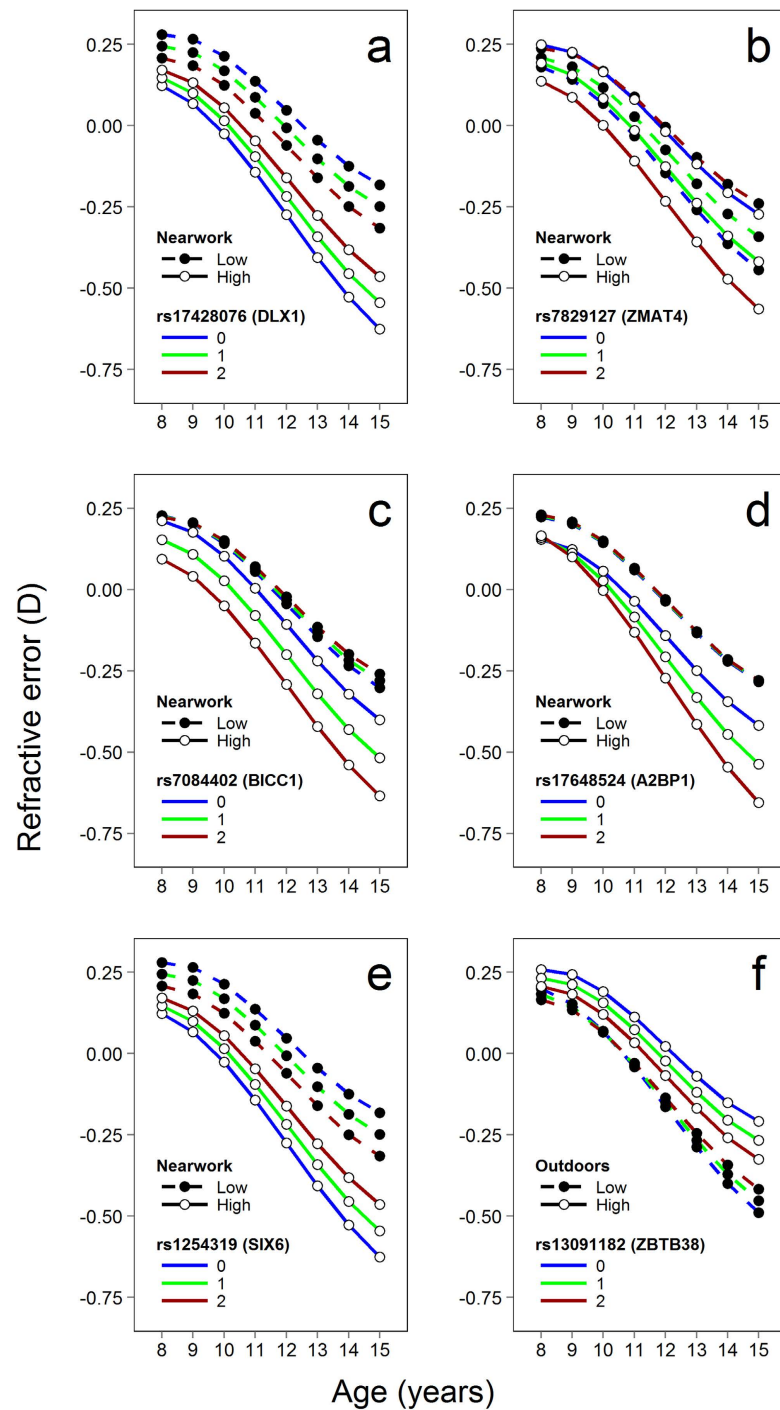 a
0.25
0.00
-0.25
-0.50
-0.75
Nearwork
Low
High
rs17428076 (DLX1)
0
1
2
8 9 10 11 12 13 14 15
b
0.25
0.00
-0.25
-0.50
-0.75
Nearwork
Low
High
rs7829127 (ZMAT4)
0
1
2
8 9 10 11 12 13 14 15
Refractive error (D)
c
0.25
0.00
-0.25
-0.50
-0.75
Nearwork
Low
High
rs7084402 (BICC1)
0
1
2
8 9 10 11 12 13 14 15
d
0.25
0.00
-0.25
-0.50
-0.75
Nearwork
Low
High
rs17648524 (A2BP1)
0
1
2
8 9 10 11 12 13 14 15
e
0.25
0.00
-0.25
-0.50
-0.75
Nearwork
Low
High
rs1254319 (SIX6)
0
1
2
8 9 10 11 12 13 14 15
f
0.25
0.00
-0.25
-0.50
-0.75
Outdoors
Low
High
rs13091182 (ZBTB38)
0
1
2
8 9 10 11 12 13 14 15
Age (years)